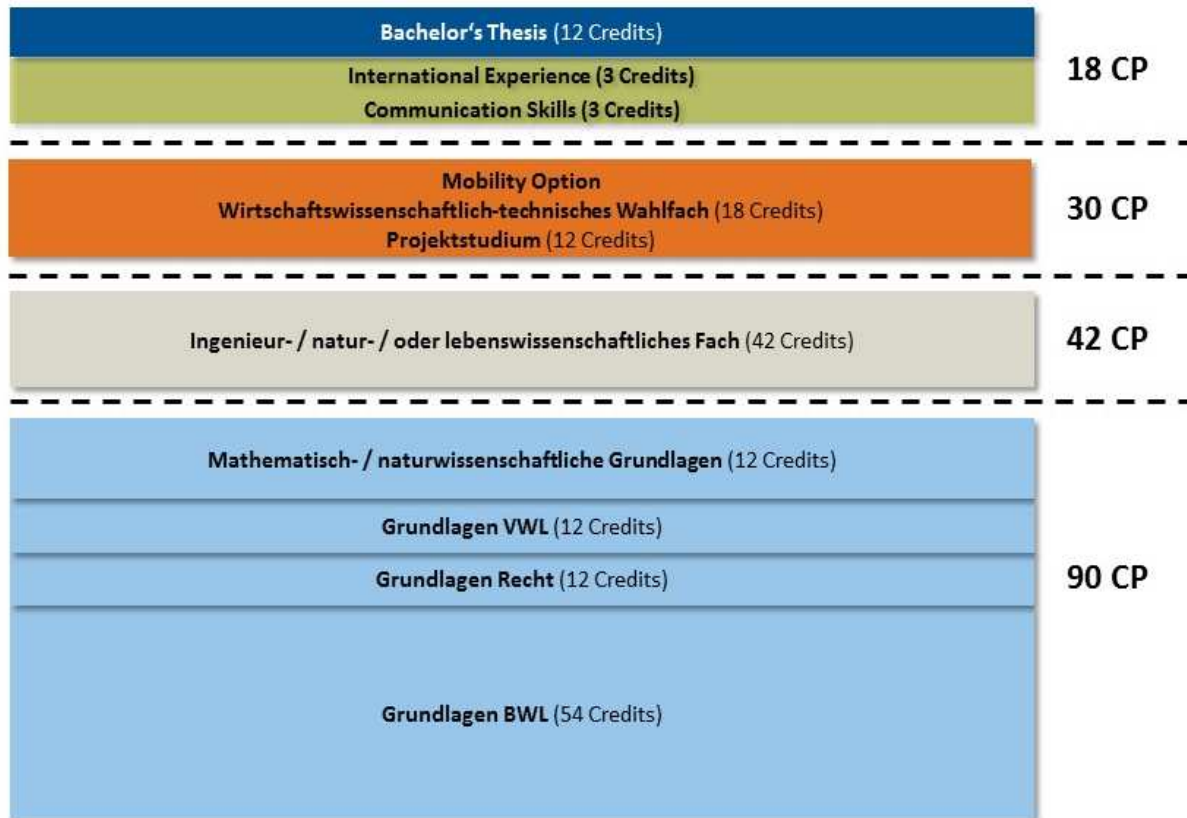 Bachelor‘s Thesis (12 Credits)
International Experience (3 Credits)
Communication Skills (3 Credits)
18 CP
Mobility Option
Wirtschaftswissenschaftlich-technisches Wahlfach (18 Credits)
Projektstudium (12 Credits)
30 CP
Ingenieur- / natur- / oder lebenswissenschaftliches Fach (42 Credits)
42 CP
Mathematisch- / naturwissenschaftliche Grundlagen (12 Credits)
Grundlagen VWL (12 Credits)
Grundlagen Recht (12 Credits)
90 CP
Grundlagen BWL (54 Credits)